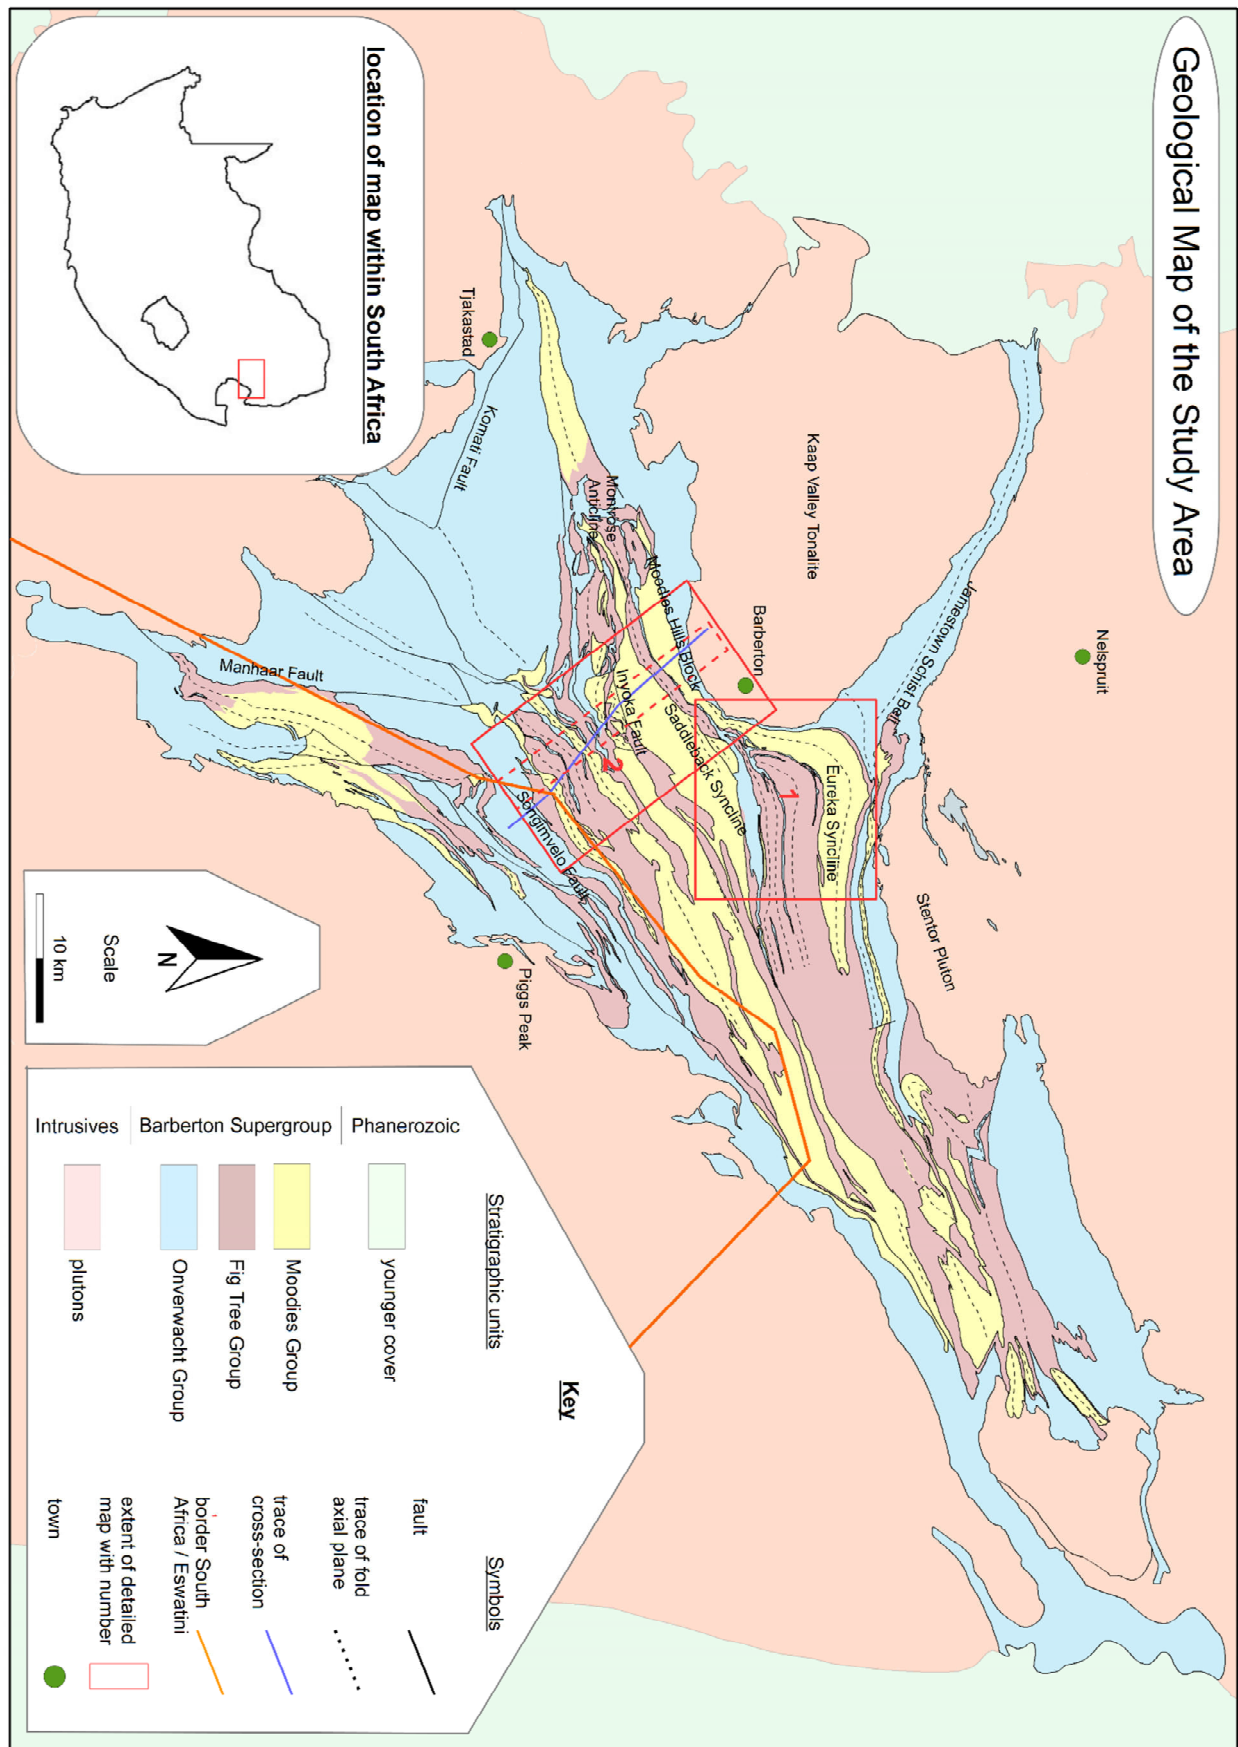 Geological Map of the Study Area
location of map within South Africa
Nelspruit
Jamestown Schist Belt
Kaap Valley Tonalite
Barberton
Stentor Pluton
Eureka Syncline
1
Moodies Hills Block
Saddleback Syncline
Montrose
Anticline
Inyoka Fault
2
Tjakastad
Komati Fault
Songimvelo Fault
Manhaar Fault
Piggs Peak
N
Scale
10 km
Key
Stratigraphic units
Phanerozoic
younger cover
Barberton Supergroup
Moodies Group
Fig Tree Group
Onverwacht Group
Intrusives
plutons
Symbols
fault
trace of fold
axial plane
trace of
cross-section
border South
Africa / Eswatini
extent of detailed
map with number
town